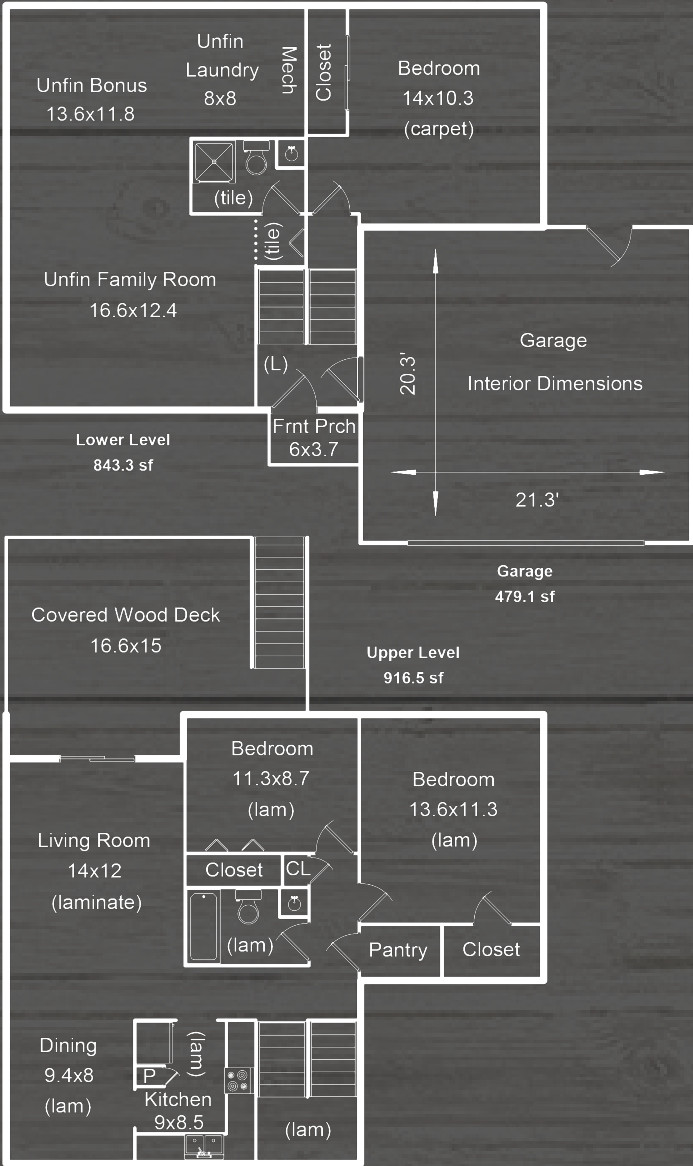 Unfin Bonus
13.6x11.8
Unfin
Laundry
8x8
Mech
Closet
Bedroom
14x10.3
(carpet)
(tile)
(tile)
Unfin Family Room
16.6x12.4
(L)
Frnt Prch
6x3.7
Garage
Interior Dimensions
20.3'
21.3'
Lower Level
843.3 sf
Garage
479.1 sf
Covered Wood Deck
16.6x15
Upper Level
916.5 sf
Bedroom
11.3x8.7
(lam)
Bedroom
13.6x11.3
(lam)
Living Room
14x12
(laminate)
Closet
CL
(lam)
Pantry
Closet
Dining
9.4x8
(lam)
(lam)
P
Kitchen
9x8.5
(lam)